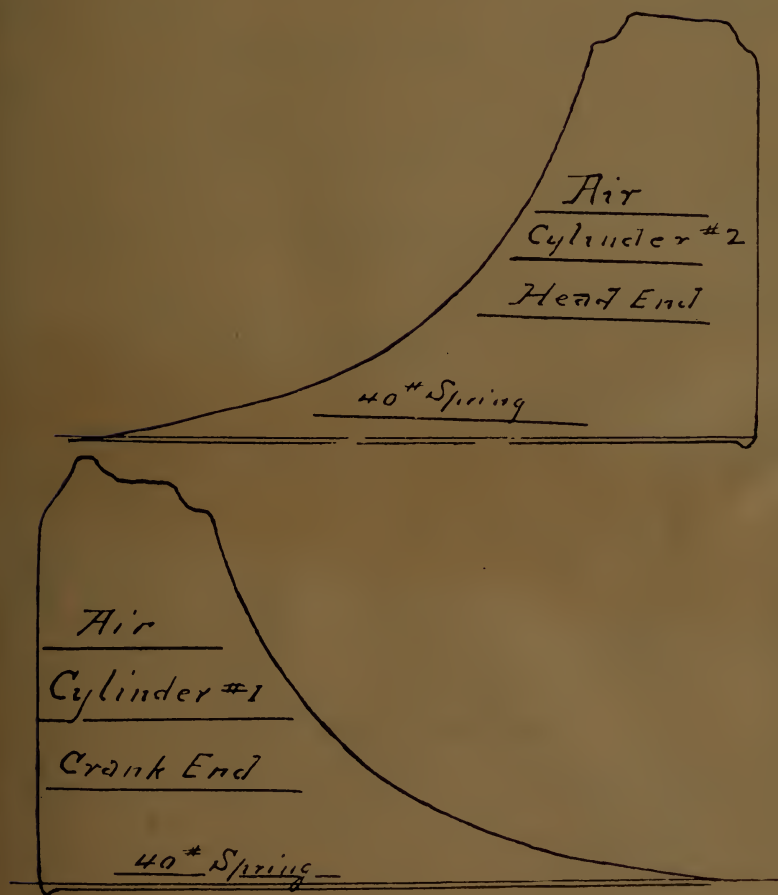 Air
Cylinder #2
Head End
40# Spring
Air
Cylinder #1
Crank End
40# Spring